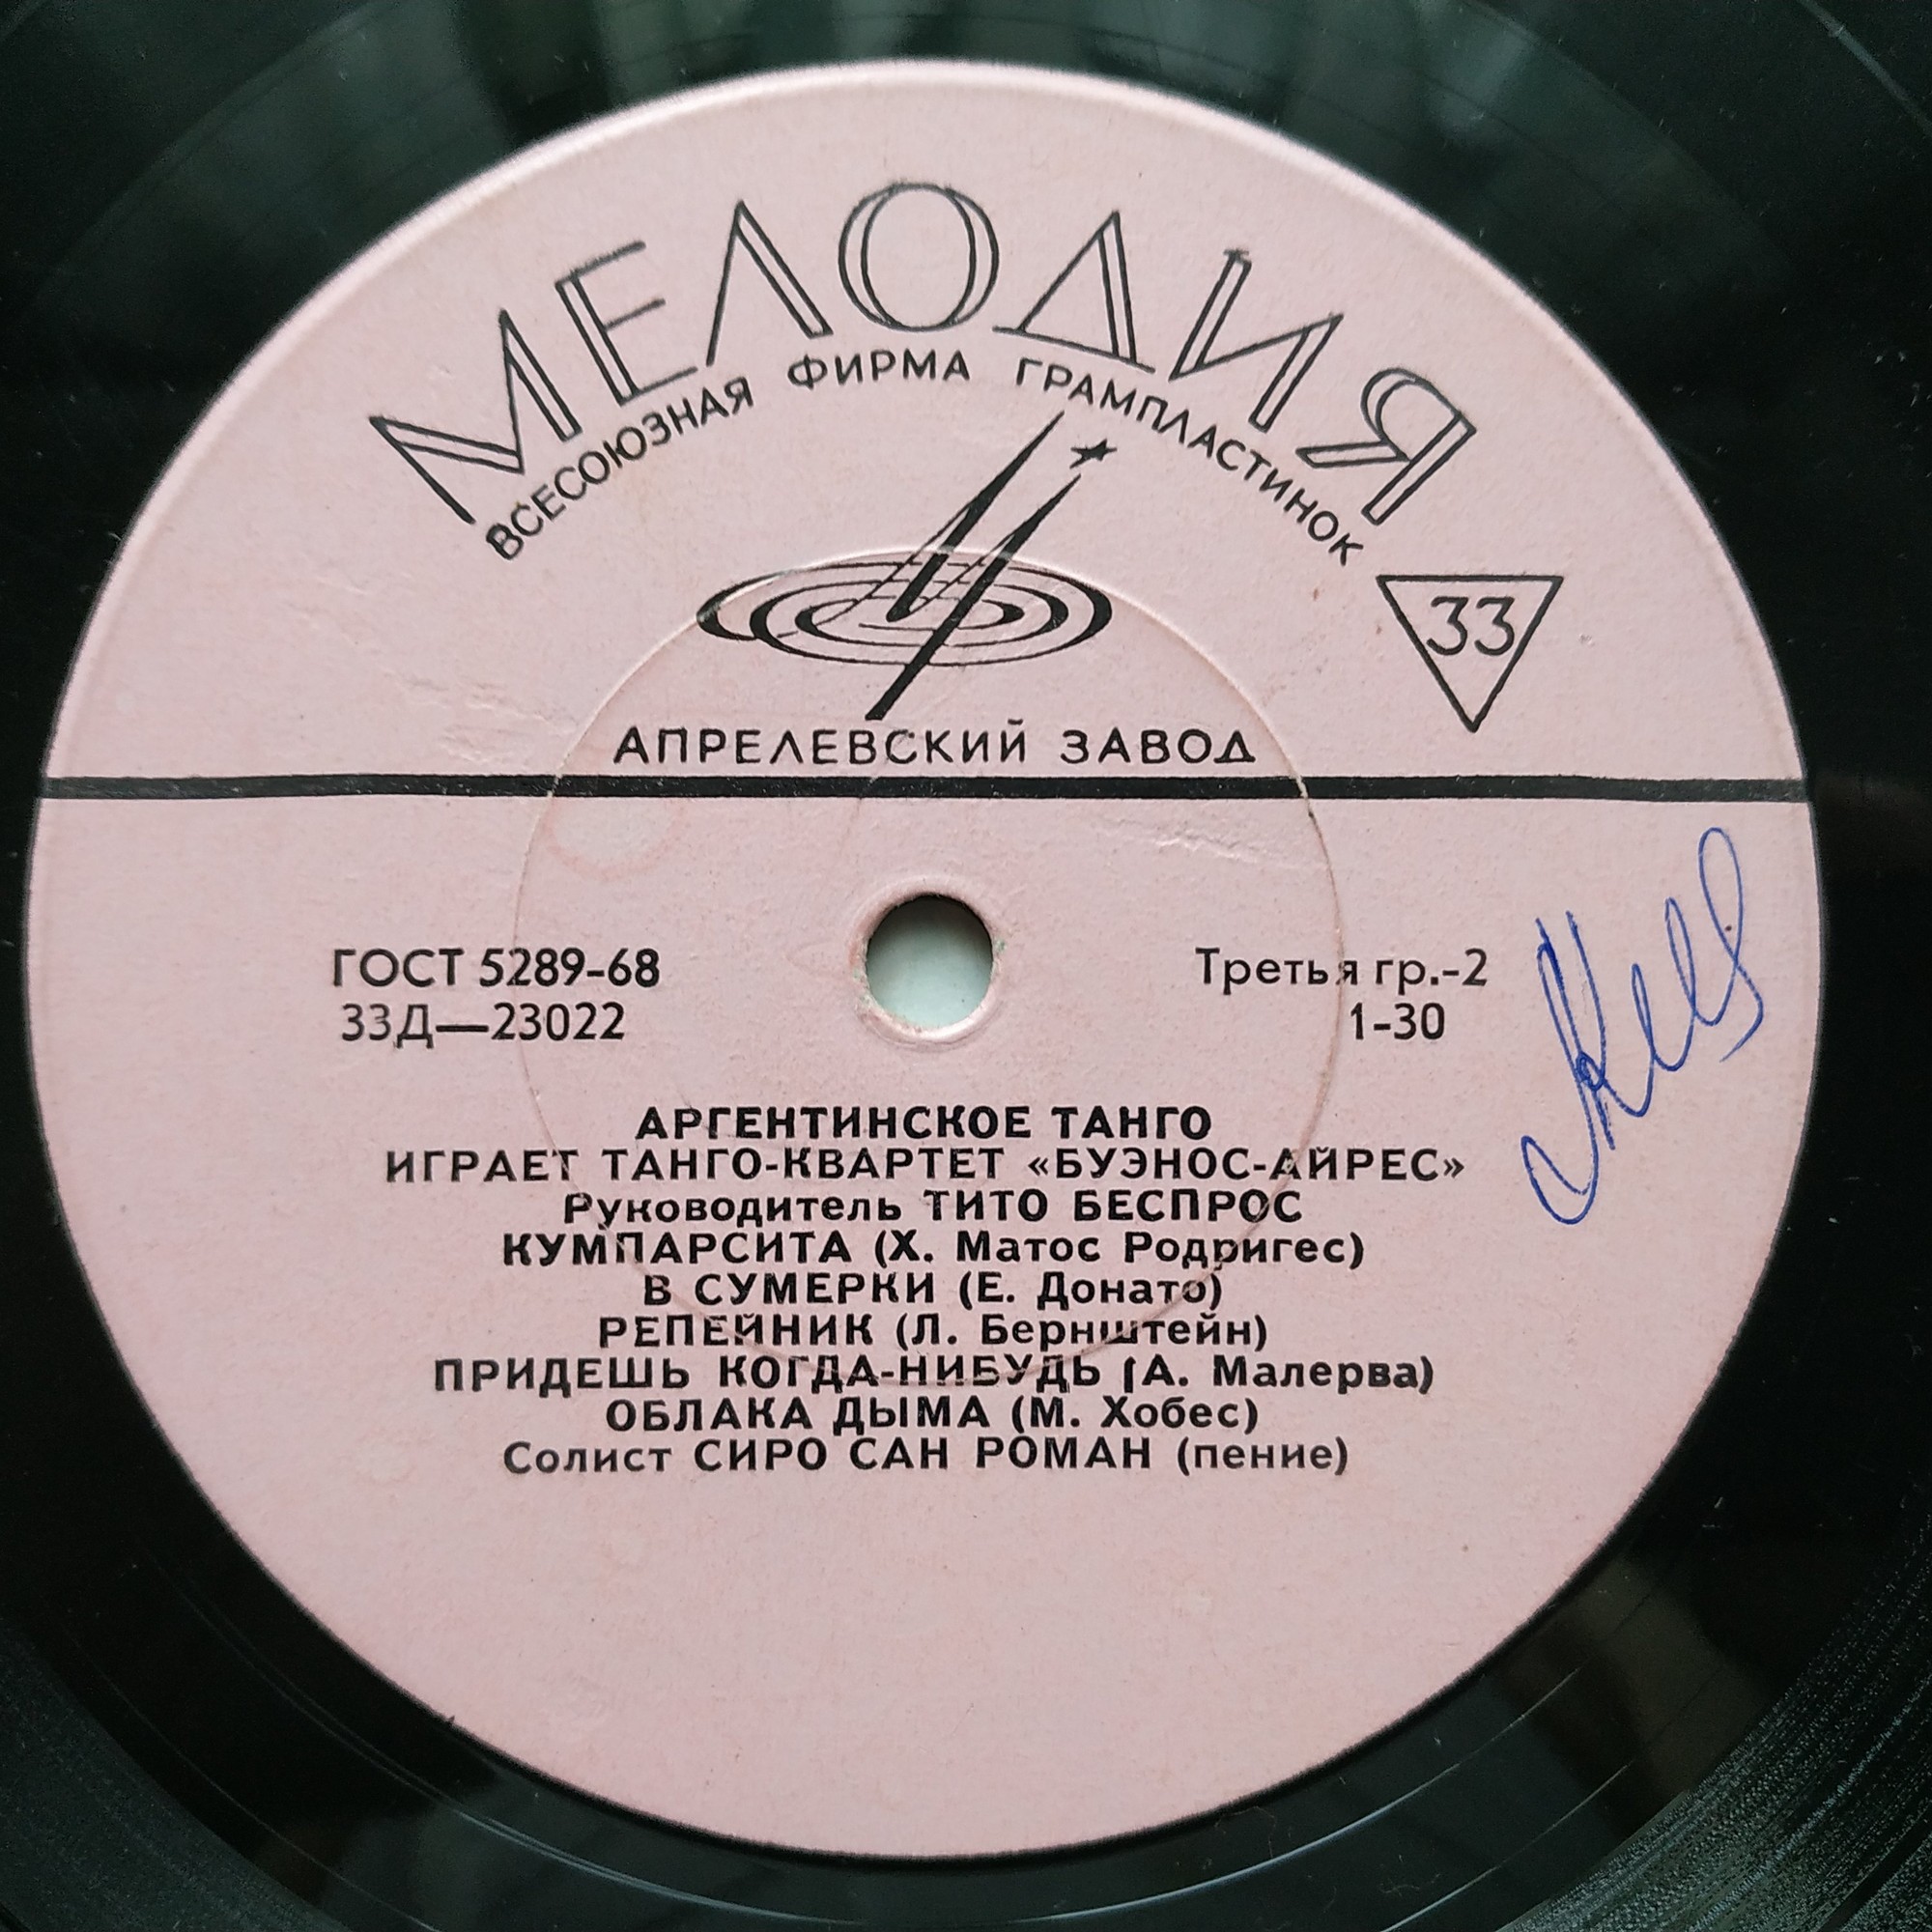 МЕЛОДИЯ
ВСЕСОЮЗНАЯ ФИРМА ГРАМПЛАСТИНОК
33
АПРЕЛЕВСКИЙ ЗАВОД
ГОСТ 5289-68
33Д—23022
Третья гр.-2
1-30
АРГЕНТИНСКОЕ ТАНГО
ИГРАЕТ ТАНГО-КВАРТЕТ «БУЭНОС-АЙРЕС»
Руководитель ТИТО БЕСПРОС
КУМПАРСИТА (Х. Матос Родригес)
В СУМЕРКИ (Е. Донато)
РЕПЕЙНИК (Л. Бернштейн)
ПРИДЕШЬ КОГДА-НИБУДЬ (А. Малерва)
ОБЛАКА ДЫМА (М. Хобес)
Солист СИРО САН РОМАН (пение)